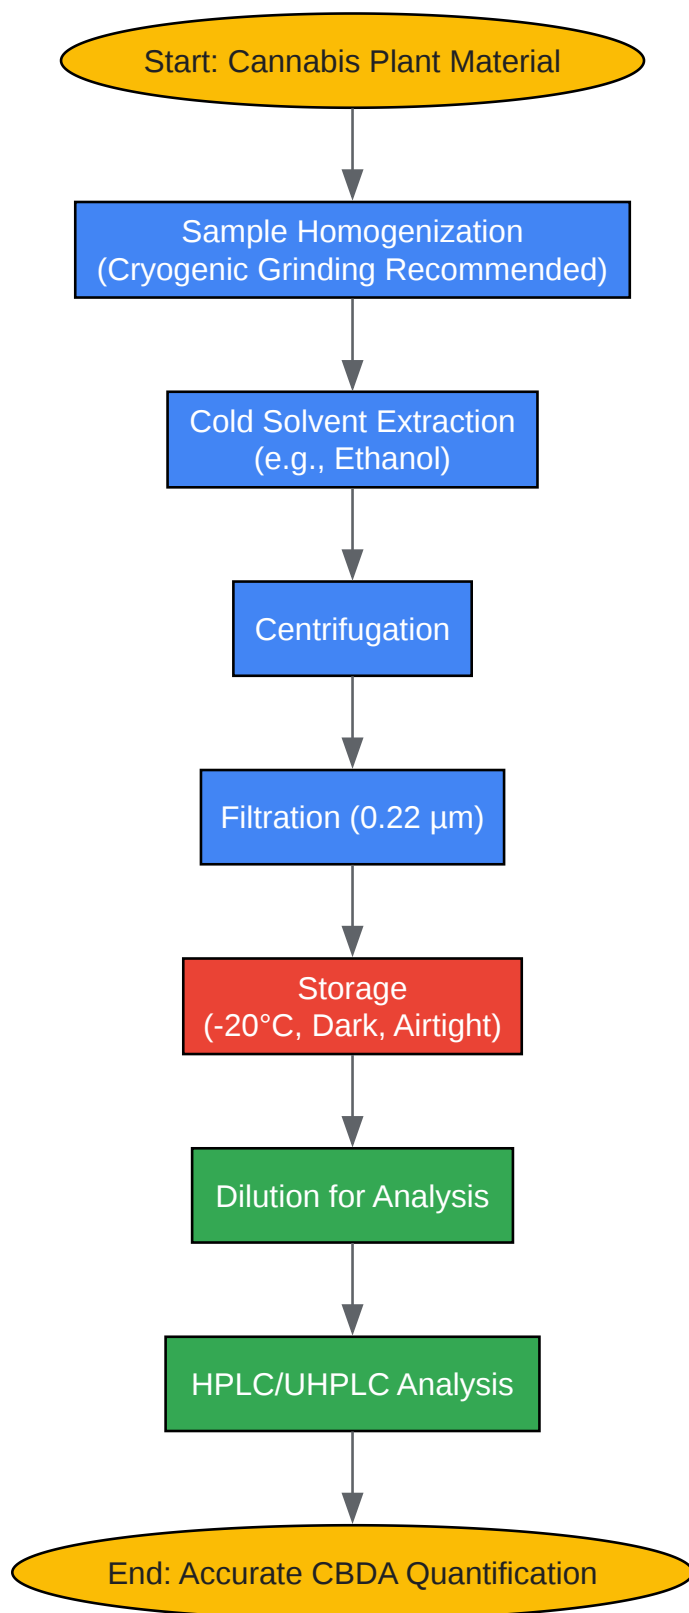 Start: Cannabis Plant Material
Sample Homogenization
(Cryogenic Grinding Recommended)
Cold Solvent Extraction
(e.g., Ethanol)
Centrifugation
Filtration (0.22 µm)
Storage
(-20°C, Dark, Airtight)
Dilution for Analysis
HPLC/UHPLC Analysis
End: Accurate CBDA Quantification